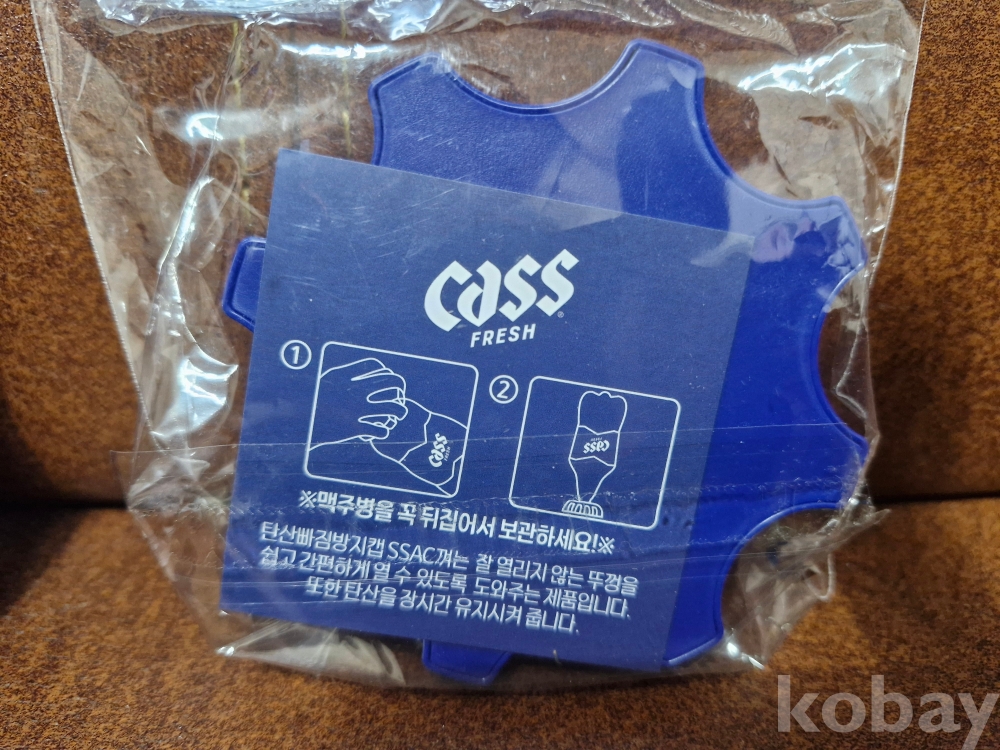 cass
FRESH
①
②
cass
FRESH
cass
FRESH
※맥주병을 꼭 뒤집어서 보관하세요!※
탄산빠짐방지캡 SSAC껴는 잘 열리지 않는 뚜껑을
쉽고 간편하게 열 수 있도록 도와주는 제품입니다.
또한 탄산을 장시간 유지시켜 줍니다.
kobay